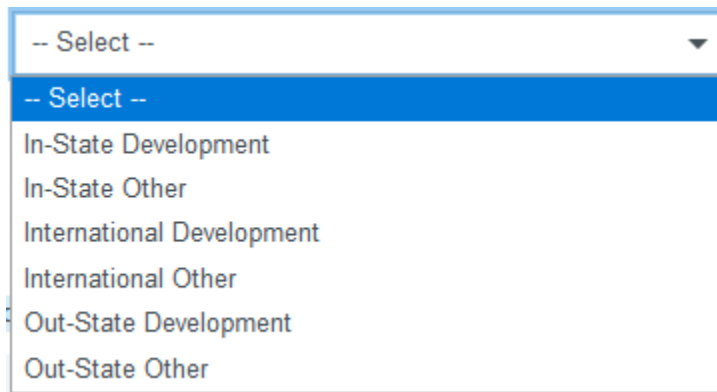 -- Select --
-- Select --
In-State Development
In-State Other
International Development
International Other
Out-State Development
Out-State Other